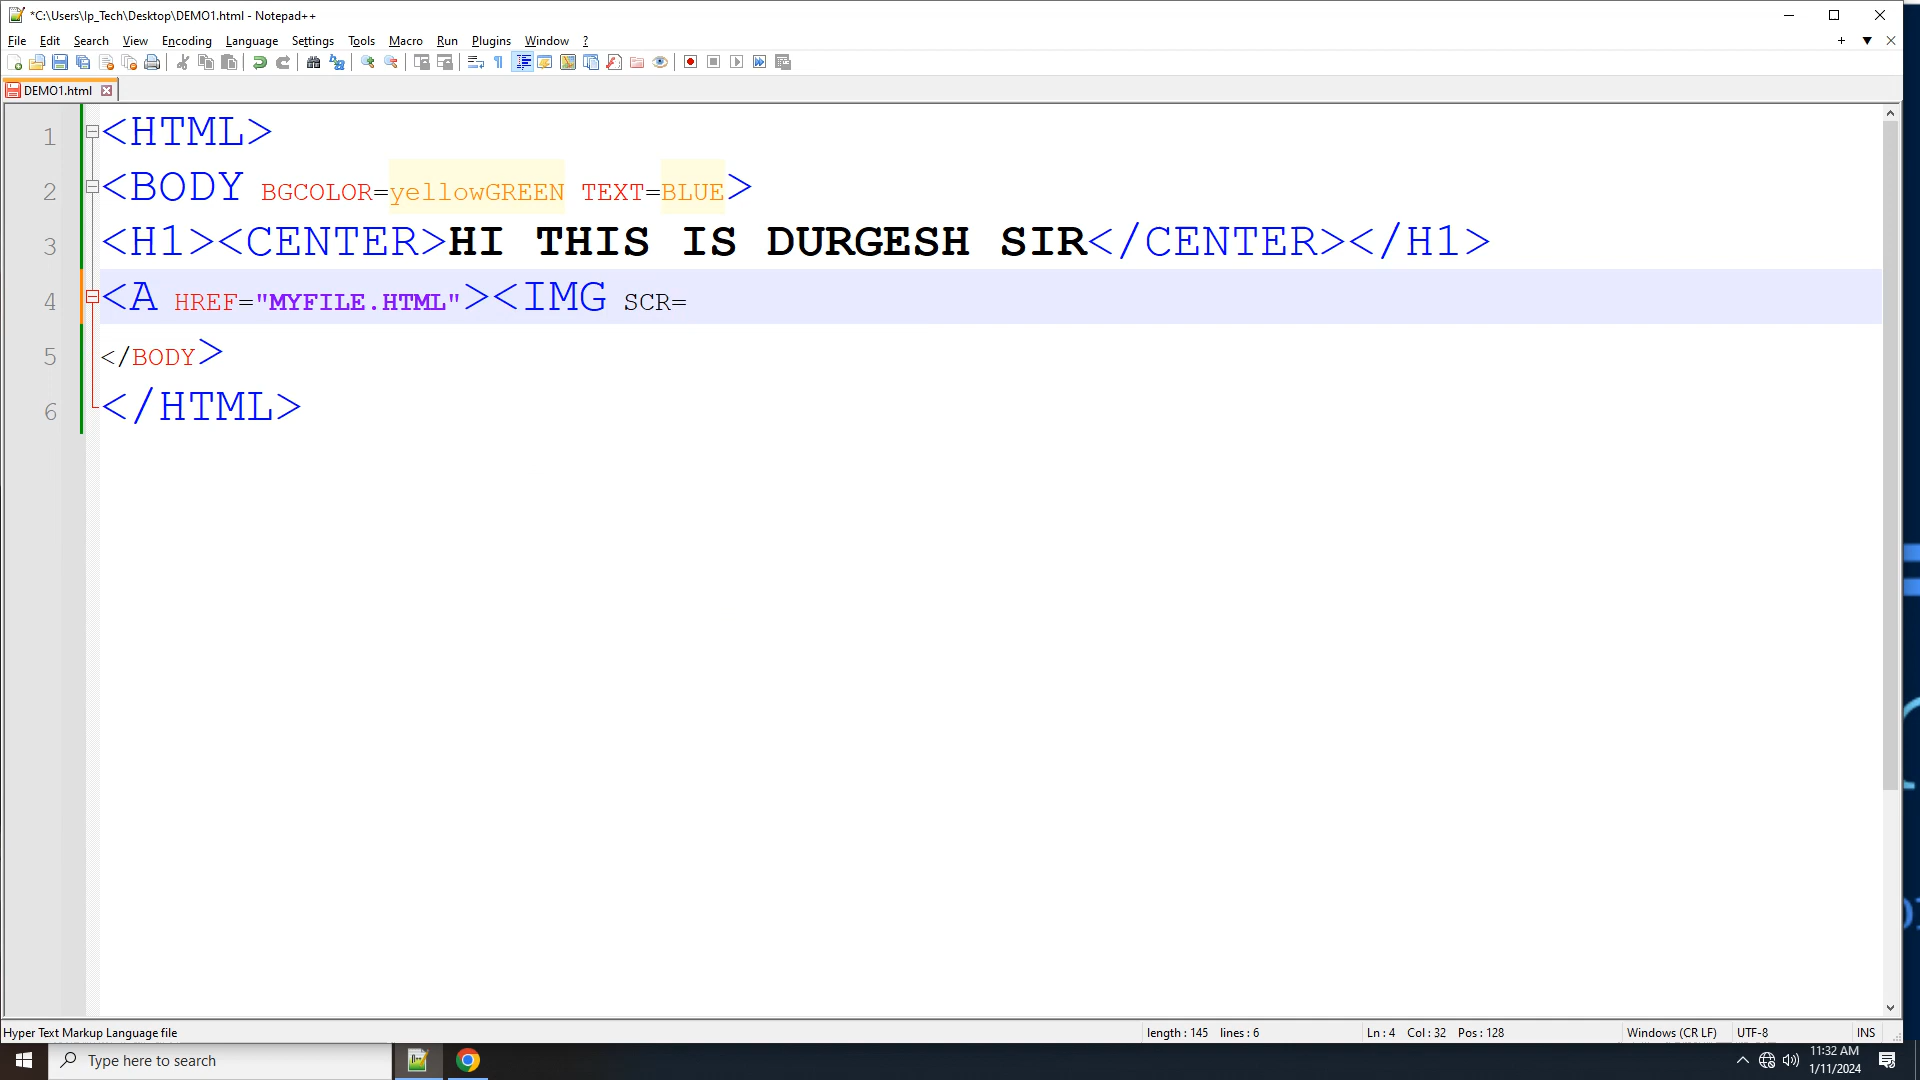 *C:\Users\Ip_Tech\Desktop\DEMO1.html - Notepad++
File Edit Search View Encoding Language Settings Tools Macro Run Plugins Window ?
DEMO1.html
1 <HTML>
2 <BODY BGCOLOR=yellowGREEN TEXT=BLUE>
3 <H1><CENTER>HI THIS IS DURGESH SIR</CENTER></H1>
4 <A HREF="MYFILE.HTML"><IMG SCR=
5 </BODY>
6 </HTML>
Hyper Text Markup Language file length : 145 lines : 6 Ln : 4 Col : 32 Pos : 128 Windows (CR LF) UTF-8 INS
Type here to search
11:32 AM
1/11/2024